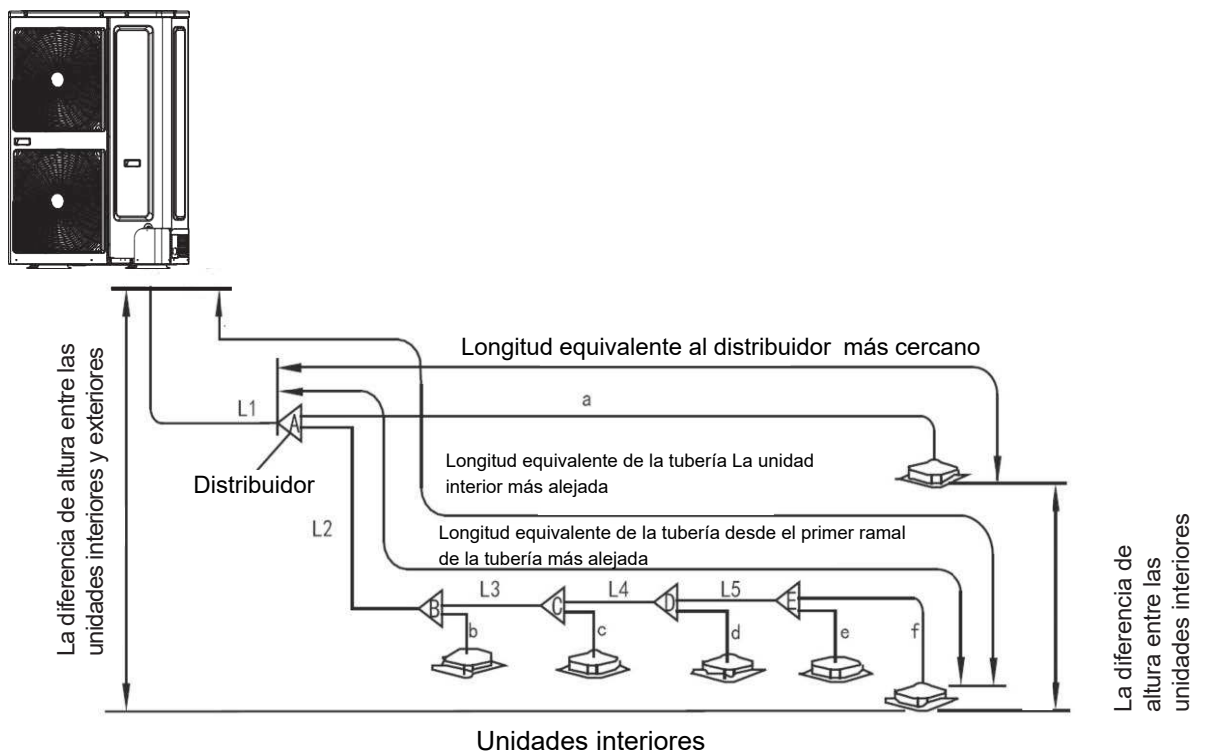 Longitud equivalente al distribuidor más cercano
a
L1
A
Distribuidor
Longitud equivalente de la tubería La unidad
interior más alejada
L2
Longitud equivalente de la tubería desde el primer ramal
de la tubería más alejada
L3
L4
L5
B
C
D
E
b
c
d
e
f
La diferencia de altura entre las
unidades interiores y exteriores
La diferencia de
altura entre las
unidades interiores
Unidades interiores